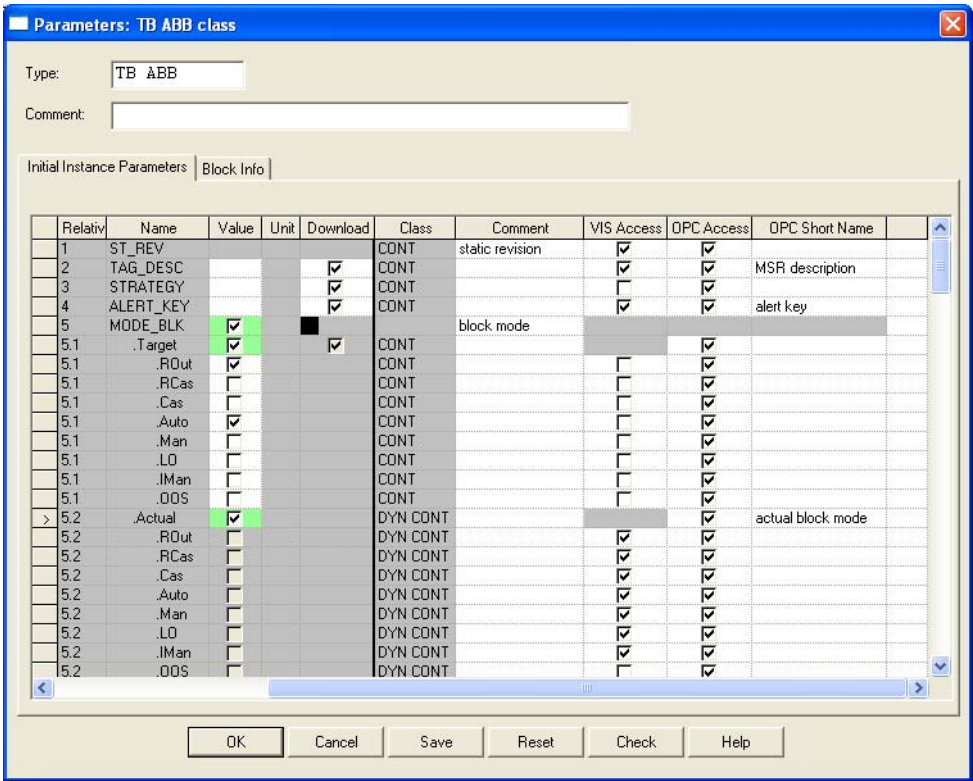 Parameters: TB ABB class
Type: TB ABB
Comment:
Initial Instance Parameters Block Info
Relativ Name Value Unit Download Class Comment VIS Access OPC Access OPC Short Name
1 ST_REV CONT static revision
2 TAG_DESC CONT MSR description
3 STRATEGY CONT
4 ALERT_KEY CONT alert key
5 MODE_BLK block mode
5.1 .Target CONT
5.1 .ROut CONT
5.1 .RCas CONT
5.1 .Cas CONT
5.1 .Auto CONT
5.1 .Man CONT
5.1 .LO CONT
5.1 .IMan CONT
5.1 .OOS CONT
> 5.2 .Actual DYN CONT actual block mode
5.2 .ROut DYN CONT
5.2 .RCas DYN CONT
5.2 .Cas DYN CONT
5.2 .Auto DYN CONT
5.2 .Man DYN CONT
5.2 .LO DYN CONT
5.2 .IMan DYN CONT
5.2 .OOS DYN CONT
OK Cancel Save Reset Check Help